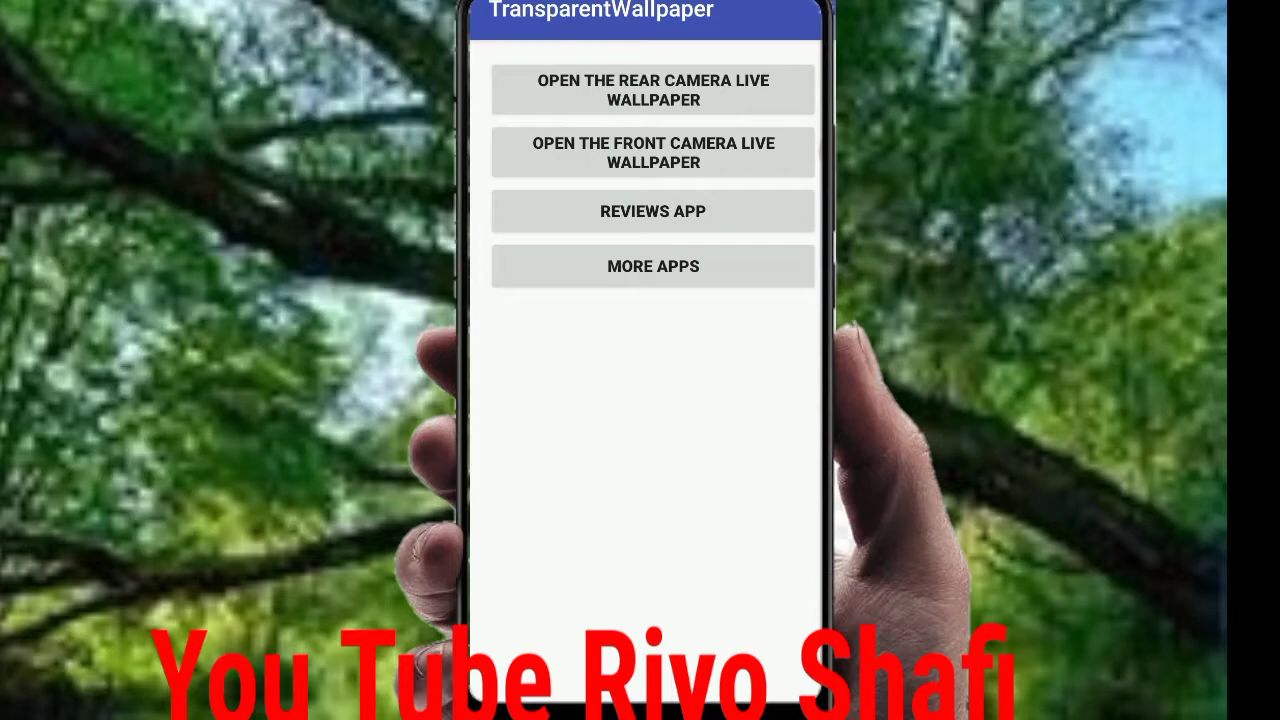 TransparentWallpaper
OPEN THE REAR CAMERA LIVE
WALLPAPER
OPEN THE FRONT CAMERA LIVE
WALLPAPER
REVIEWS APP
MORE APPS
You Tube Riyo Shafi